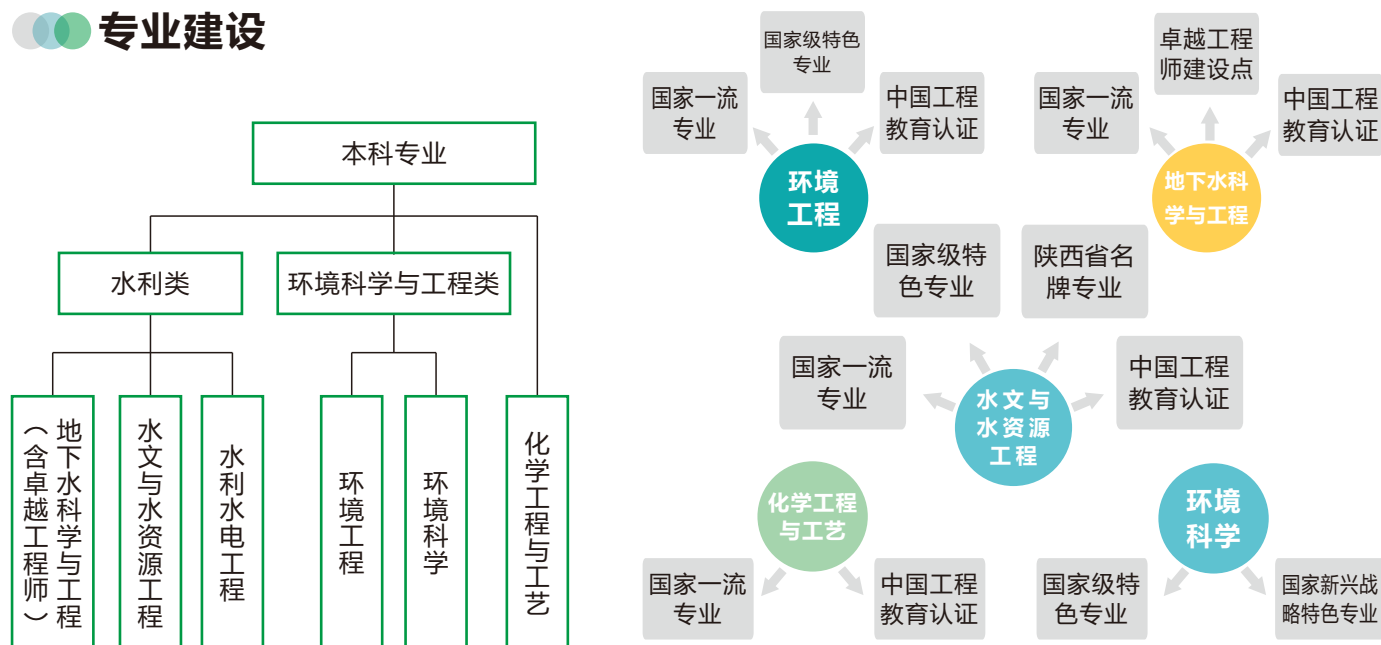 专业建设
本科专业
水利类
环境科学与工程类
地下水科学与工程
（含卓越工程师）
水文与水资源工程
水利水电工程
环境工程
环境科学
化学工程与工艺
国家一流
专业
国家级特色
专业
中国工程
教育认证
环境
工程
国家一流
专业
卓越工程
师建设点
中国工程
教育认证
地下水科
学与工程
国家级特
色专业
陕西省名
牌专业
国家一流
专业
中国工程
教育认证
水文与
水资源
工程
化学工程
与工艺
国家一流
专业
中国工程
教育认证
环境
科学
国家级特
色专业
国家新兴战
略特色专业